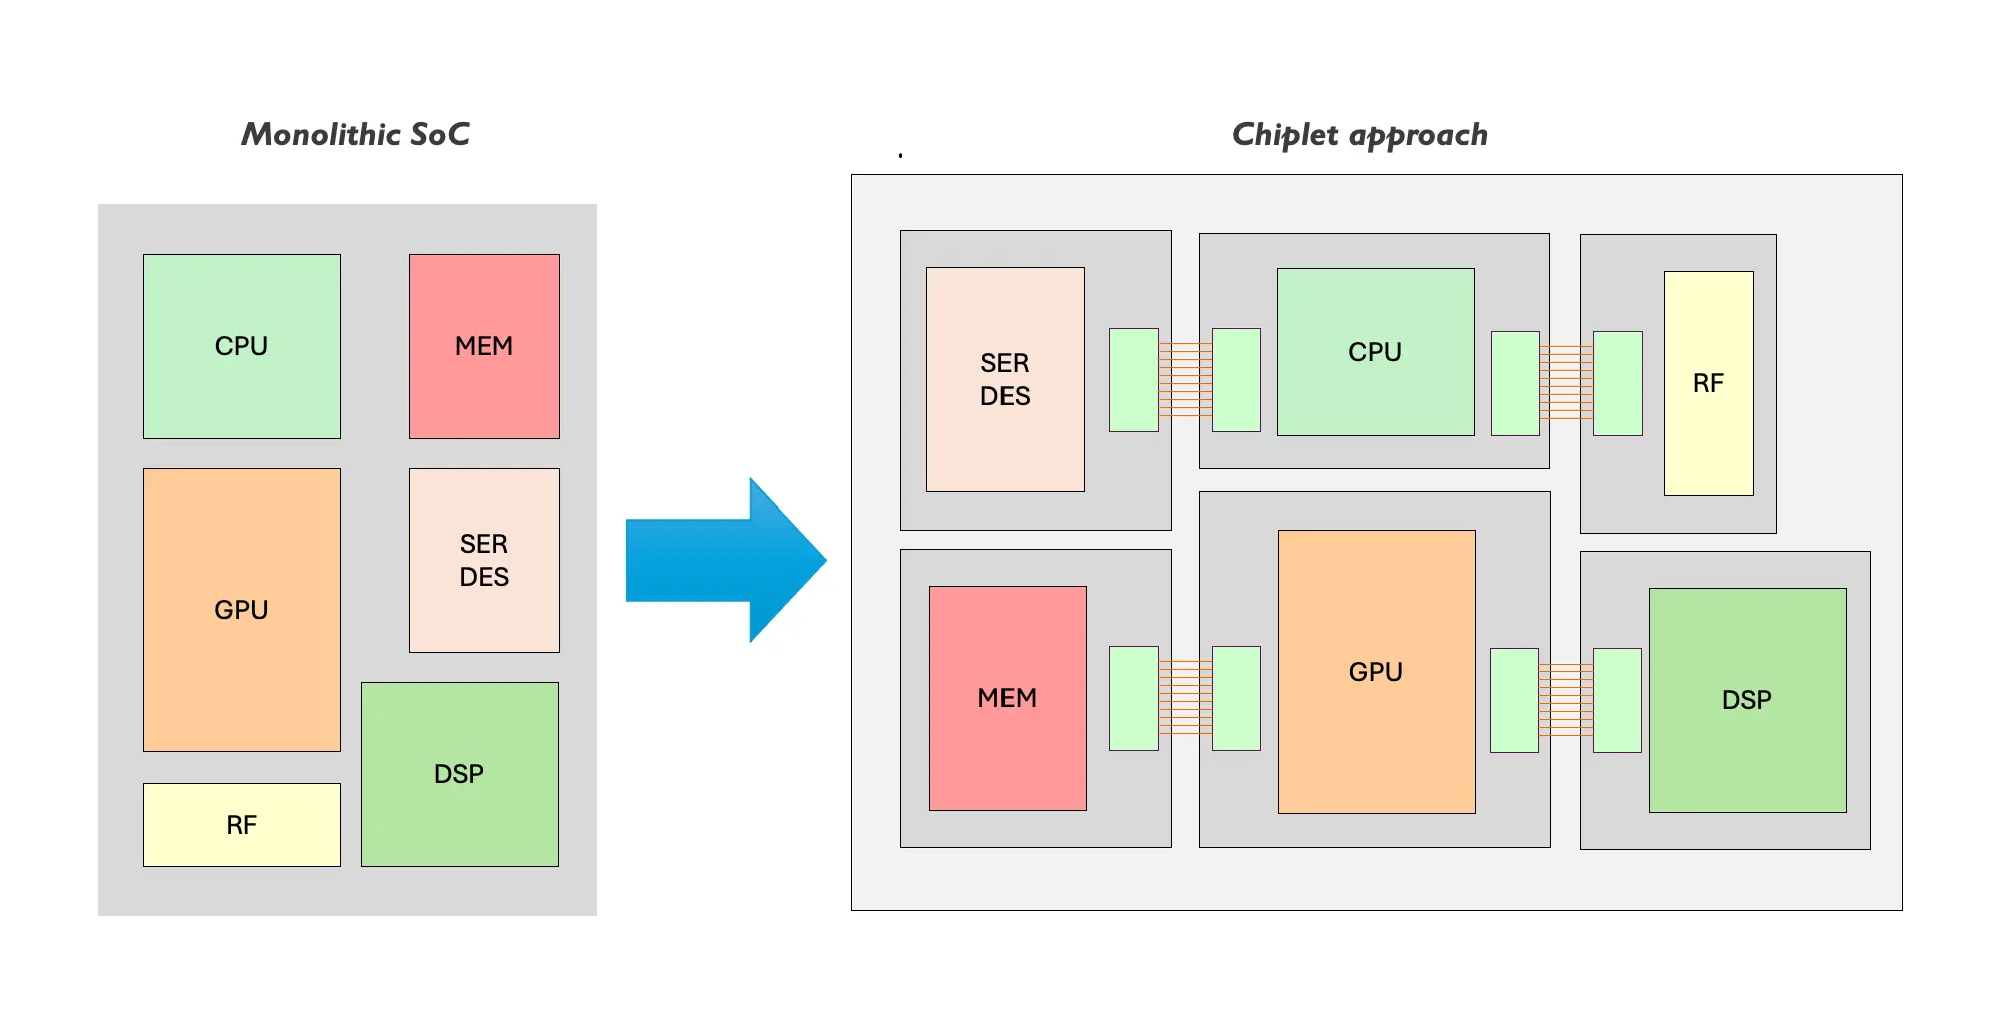 Monolithic SoC
CPU
MEM
GPU
SER
DES
DSP
RF
Chiplet approach
.
SER
DES
CPU
RF
MEM
GPU
DSP